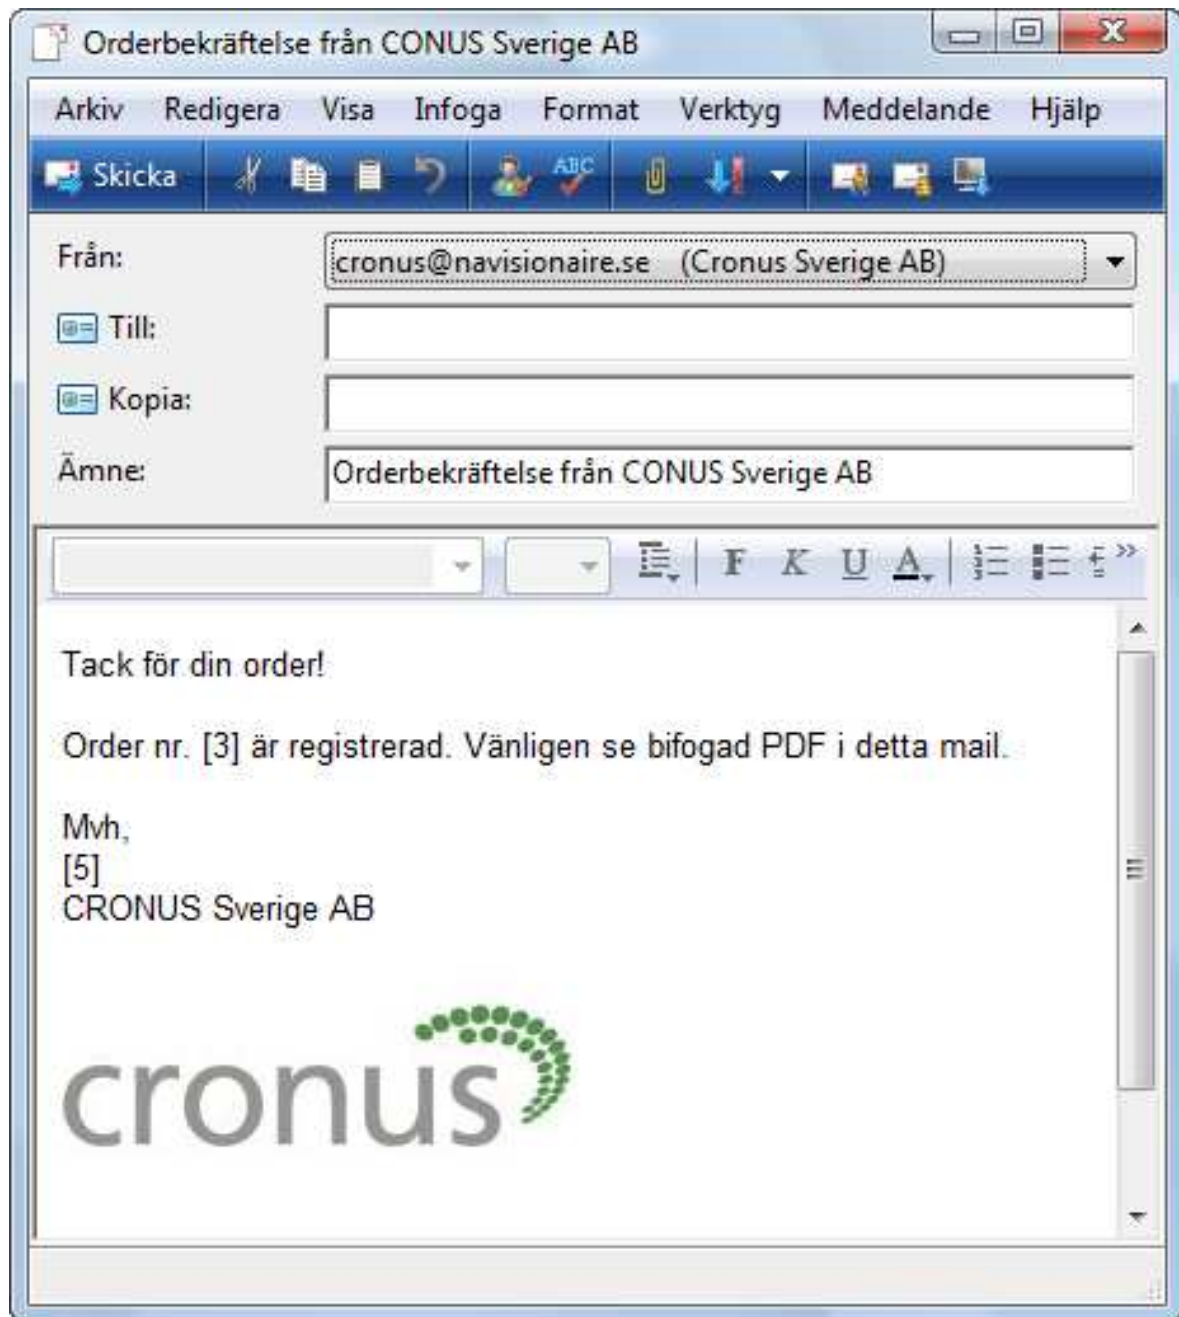 Orderbekräftelse från CONUS Sverige AB
Arkiv Redigera Visa Infoga Format Verktyg Meddelande Hjälp
Skicka ABC
Från: cronus@navisionaire.se (Cronus Sverige AB)
Till:
Kopia:
Ämne: Orderbekräftelse från CONUS Sverige AB
F K U A
Tack för din order!
Order nr. [3] är registrerad. Vänligen se bifogad PDF i detta mail.
Mvh,
[5]
CRONUS Sverige AB
cronus